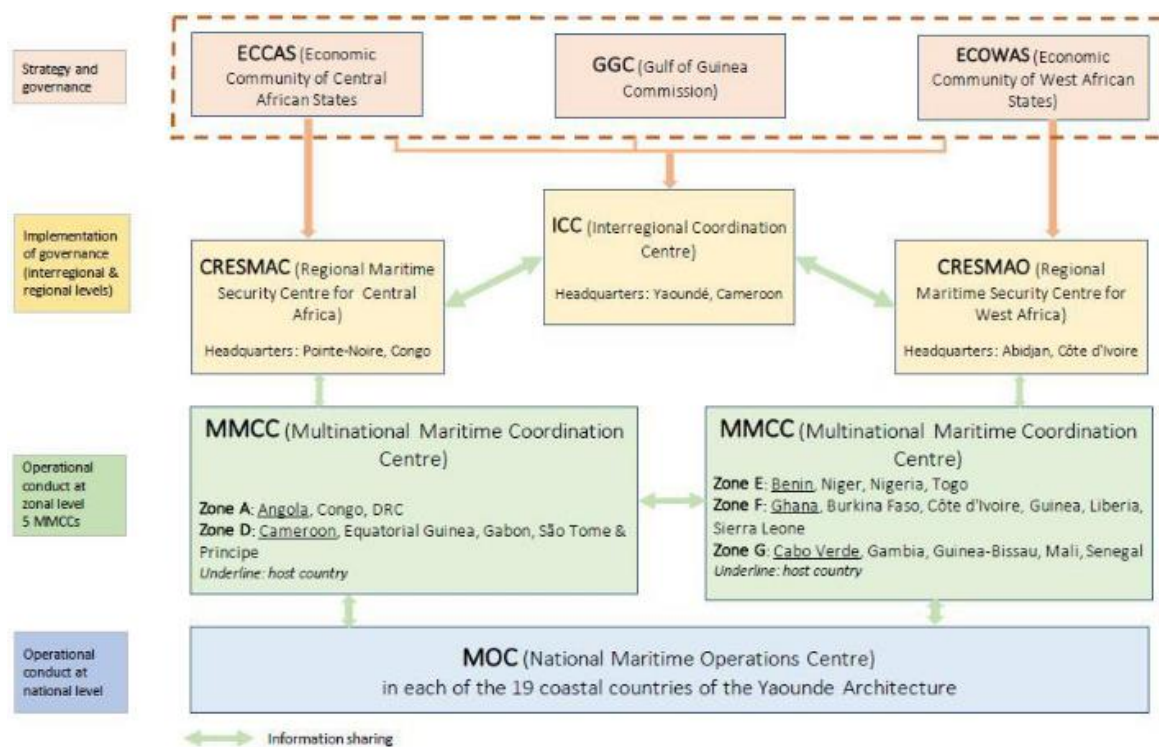 Strategy and
governance
ECCAS (Economic
Community of Central
African States
GGC (Gulf of Guinea
Commission)
ECOWAS (Economic
Community of West African
States)
Implementation
of governance
(interregional &
regional levels)
CRESMAC (Regional Maritime
Security Centre for Central
Africa)
Headquarters: Pointe-Noire, Congo
ICC (Interregional Coordination
Centre)
Headquarters: Yaoundé, Cameroon
CRESMAO (Regional
Maritime Security Centre for
West Africa)
Headquarters: Abidjan, Côte d'Ivoire
Operational
conduct at
zonal level
5 MMCCs
MMCC (Multinational Maritime Coordination
Centre)
Zone A: Angola, Congo, DRC
Zone D: Cameroon, Equatorial Guinea, Gabon, São Tome &
Principe
Underline: host country
MMCC (Multinational Maritime Coordination
Centre)
Zone E: Benin, Niger, Nigeria, Togo
Zone F: Ghana, Burkina Faso, Côte d'Ivoire, Guinea, Liberia,
Sierra Leone
Zone G: Cabo Verde, Gambia, Guinea-Bissau, Mali, Senegal
Underline: host country
Operational
conduct at
national level
MOC (National Maritime Operations Centre)
in each of the 19 coastal countries of the Yaounde Architecture
Information sharing